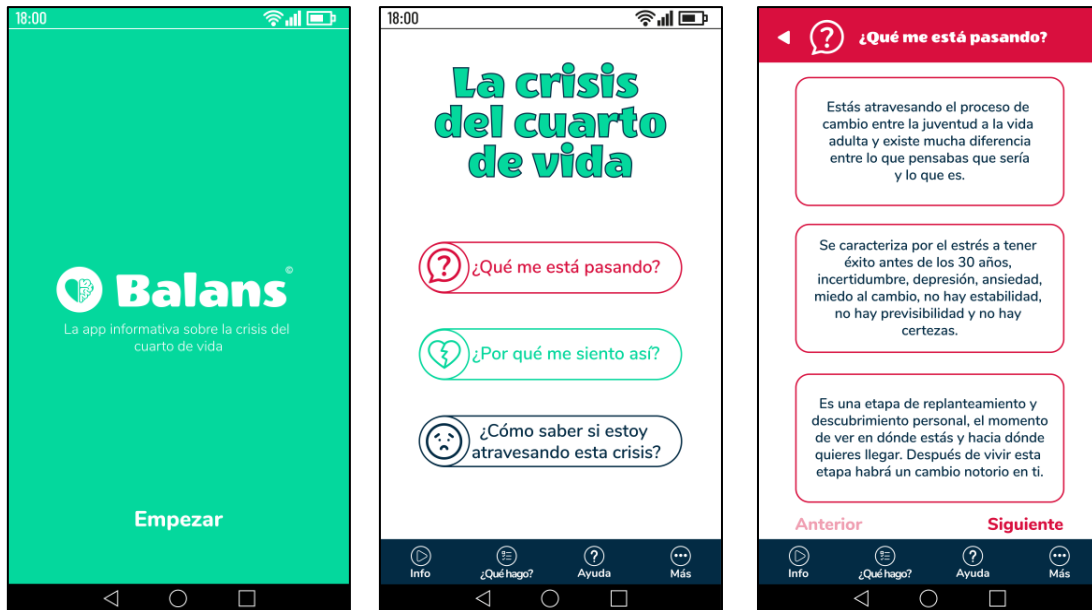 18:00
Balans©
La app informativa sobre la crisis del
cuarto de vida
Empezar
18:00
La crisis
del cuarto
de vida
¿Qué me está pasando?
¿Por qué me siento así?
¿Cómo saber si estoy
atravesando esta crisis?
Info
¿Qué hago?
Ayuda
Más
¿Qué me está pasando?
Estás atravesando el proceso de
cambio entre la juventud a la vida
adulta y existe mucha diferencia
entre lo que pensabas que sería
y lo que es.
Se caracteriza por el estrés a tener
éxito antes de los 30 años,
incertidumbre, depresión, ansiedad,
miedo al cambio, no hay estabilidad,
no hay previsibilidad y no hay
certezas.
Es una etapa de replanteamiento y
descubrimiento personal, el momento
de ver en dónde estás y hacia dónde
quieres llegar. Después de vivir esta
etapa habrá un cambio notorio en ti.
Anterior
Siguiente
Info
¿Qué hago?
Ayuda
Más